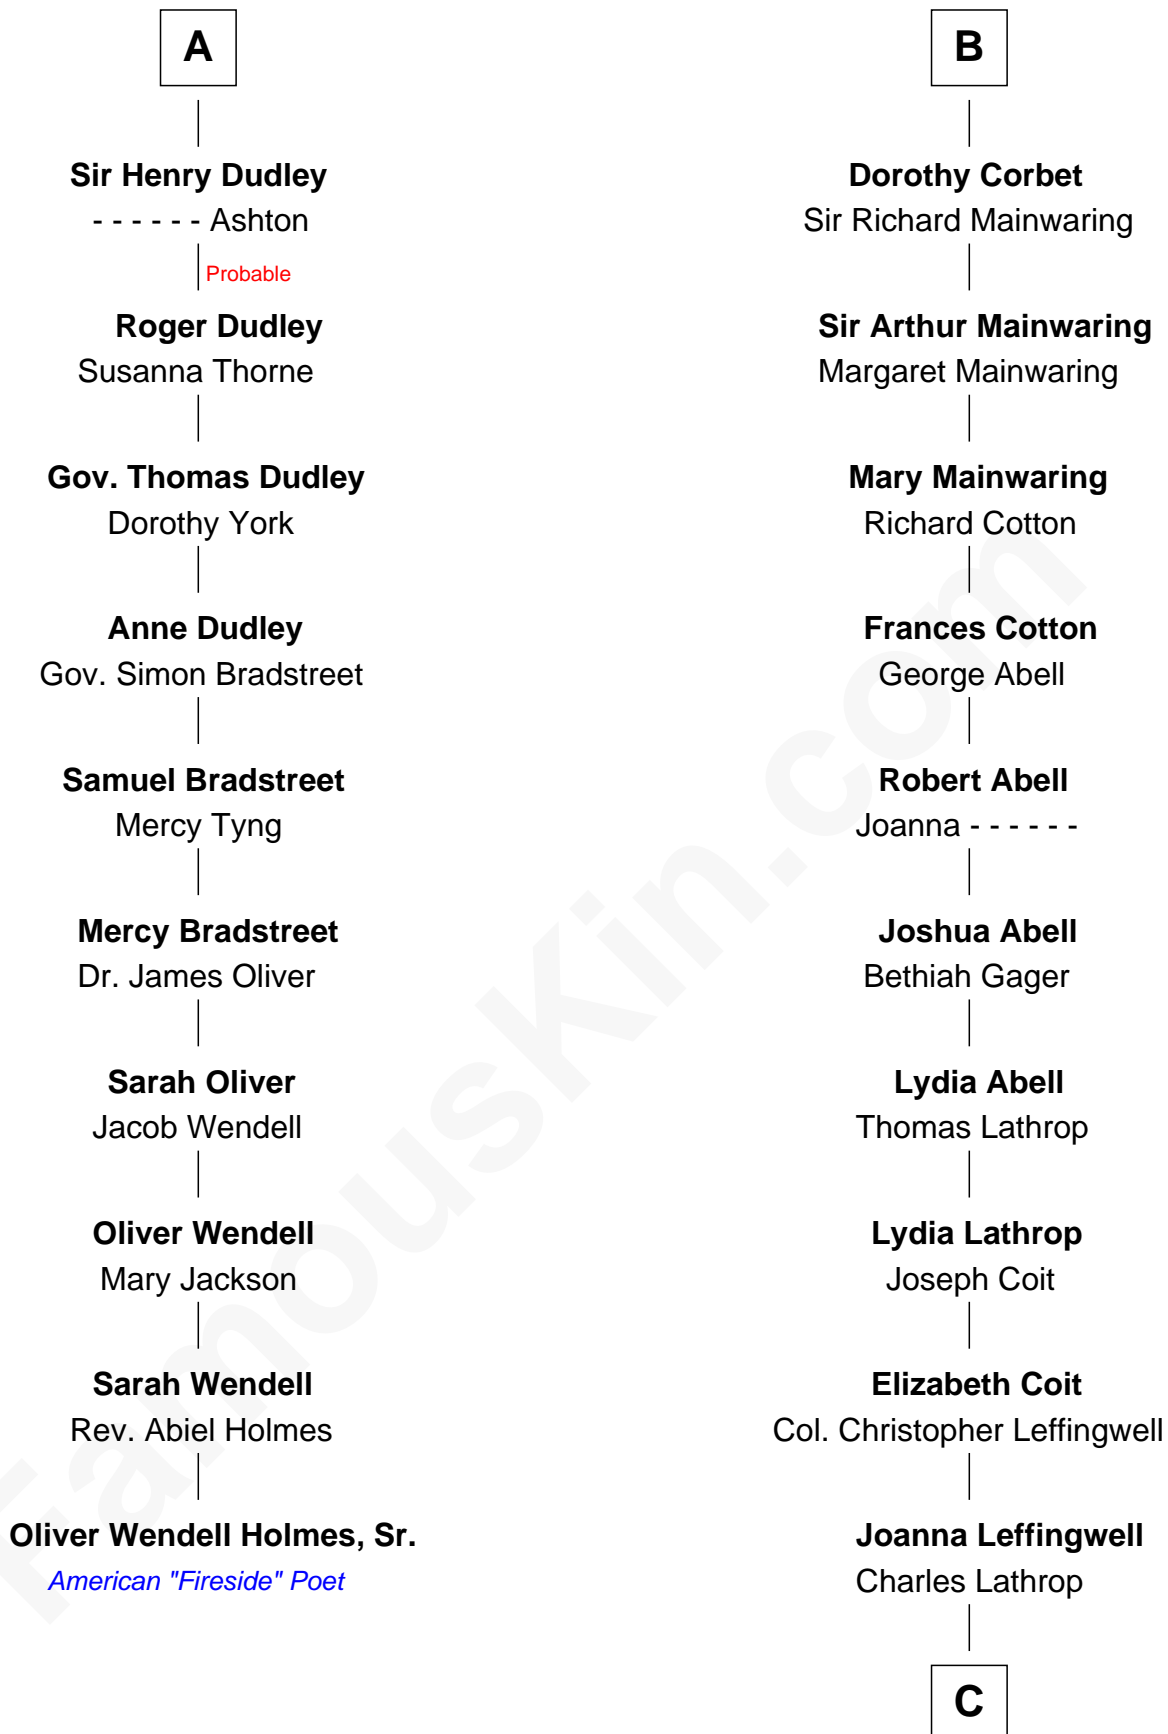 A
Sir Henry Dudley
- - - - - - Ashton
Probable
Roger Dudley
Susanna Thorne
Gov. Thomas Dudley
Dorothy York
Anne Dudley
Gov. Simon Bradstreet
Samuel Bradstreet
Mercy Tyng
Mercy Bradstreet
Dr. James Oliver
Sarah Oliver
Jacob Wendell
Oliver Wendell
Mary Jackson
Sarah Wendell
Rev. Abiel Holmes
Oliver Wendell Holmes, Sr.
American "Fireside" Poet
B
Dorothy Corbet
Sir Richard Mainwaring
Sir Arthur Mainwaring
Margaret Mainwaring
Mary Mainwaring
Richard Cotton
Frances Cotton
George Abell
Robert Abell
Joanna - - - - - -
Joshua Abell
Bethiah Gager
Lydia Abell
Thomas Lathrop
Lydia Lathrop
Joseph Coit
Elizabeth Coit
Col. Christopher Leffingwell
Joanna Leffingwell
Charles Lathrop
C
FamousKin.com